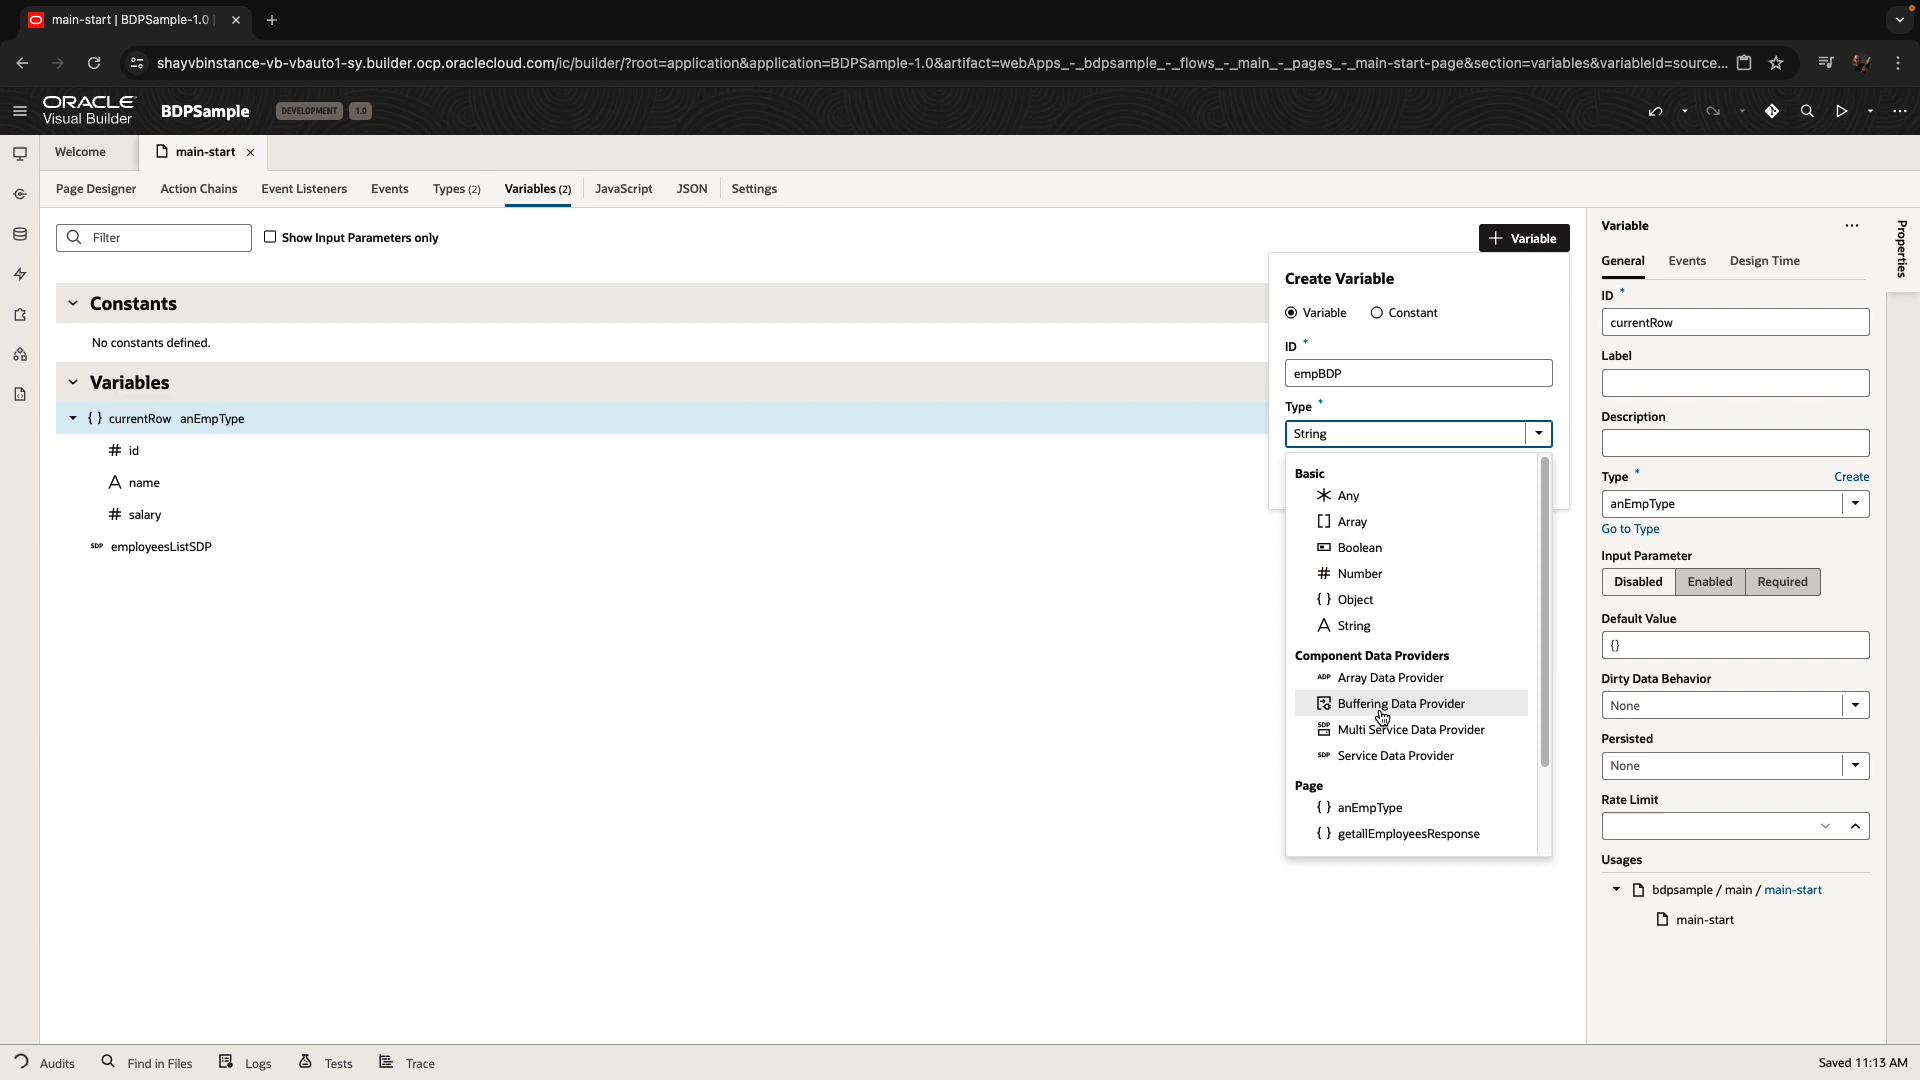 main-start | BDPSample-1.0 |
shayvbinstance-vb-vbauto1-sy.builder.ocp.oraclecloud.com/ic/builder/?root=application&application=BDPSample-1.0&artifact=webApps_-_bdpsample_-_flows_-_main_-_pages_-_main-start-page&section=variables&variableId=source...
ORACLE
Visual Builder
BDPSample
DEVELOPMENT
1.0
Welcome
main-start
Page Designer
Action Chains
Event Listeners
Events
Types (2)
Variables (2)
JavaScript
JSON
Settings
Filter
Show Input Parameters only
+ Variable
Constants
No constants defined.
Variables
{ } currentRow anEmpType
# id
A name
# salary
SDP employeesListSDP
Create Variable
Variable
Constant
ID *
empBDP
Type *
String
Basic
Any
[ ] Array
Boolean
# Number
{ } Object
A String
Component Data Providers
ADP Array Data Provider
Buffering Data Provider
SDP Multi Service Data Provider
SDP Service Data Provider
Page
{ } anEmpType
{ } getallEmployeesResponse
Variable
General
Events
Design Time
ID *
currentRow
Label
Description
Type *
Create
anEmpType
Go to Type
Input Parameter
Disabled
Enabled
Required
Default Value
{}
Dirty Data Behavior
None
Persisted
None
Rate Limit
Usages
bdpsample / main / main-start
main-start
Properties
Audits
Find in Files
Logs
Tests
Trace
Saved 11:13 AM